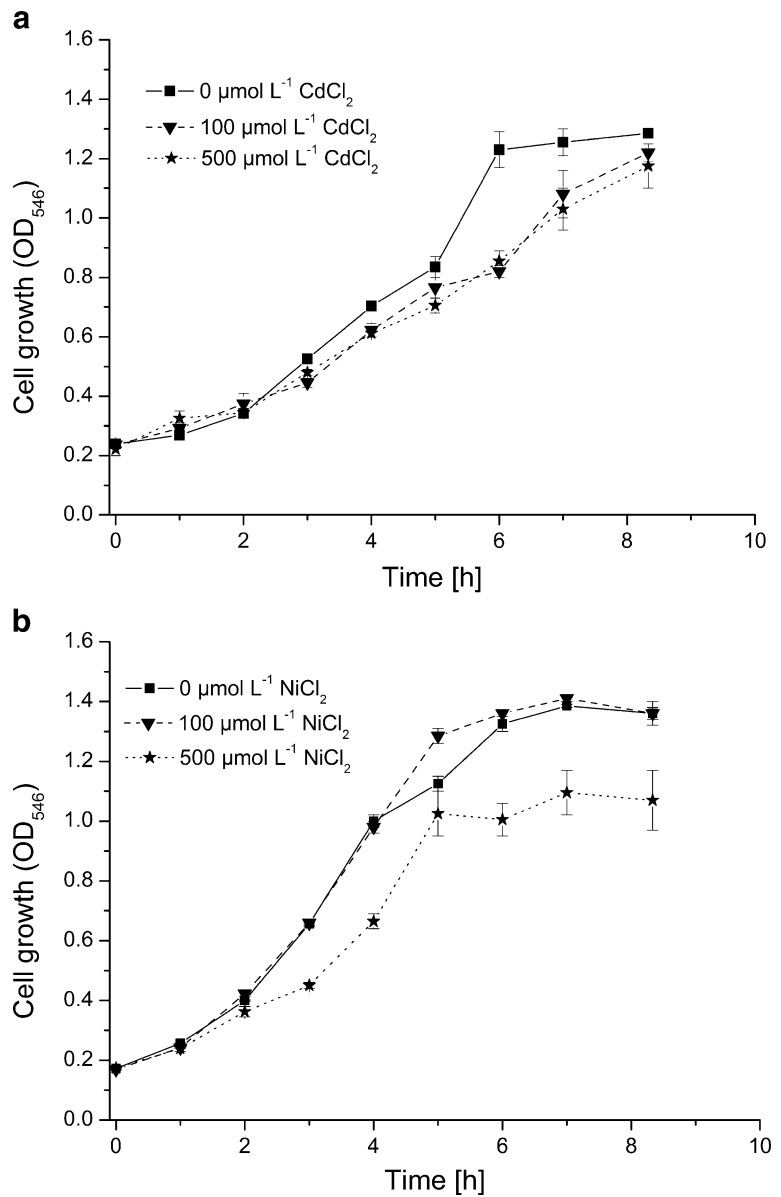 a
1.6
1.4
1.2
1.0
0.8
0.6
0.4
0.2
0.0
Cell growth (OD₅₄₆)
0 µmol L⁻¹ CdCl₂
100 µmol L⁻¹ CdCl₂
500 µmol L⁻¹ CdCl₂
0 2 4 6 8 10
Time [h]
b
1.6
1.4
1.2
1.0
0.8
0.6
0.4
0.2
0.0
Cell growth (OD₅₄₆)
0 µmol L⁻¹ NiCl₂
100 µmol L⁻¹ NiCl₂
500 µmol L⁻¹ NiCl₂
0 2 4 6 8 10
Time [h]